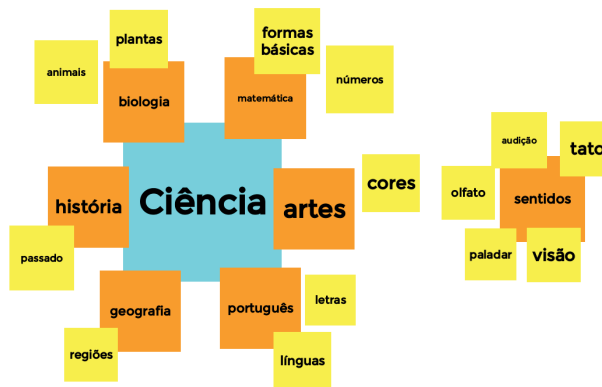 plantas
formas
básicas
animais
números
biologia
matemática
audição
tato
Ciência
cores
olfato
sentidos
história
artes
passado
paladar
visão
geografia
português
letras
regiões
línguas